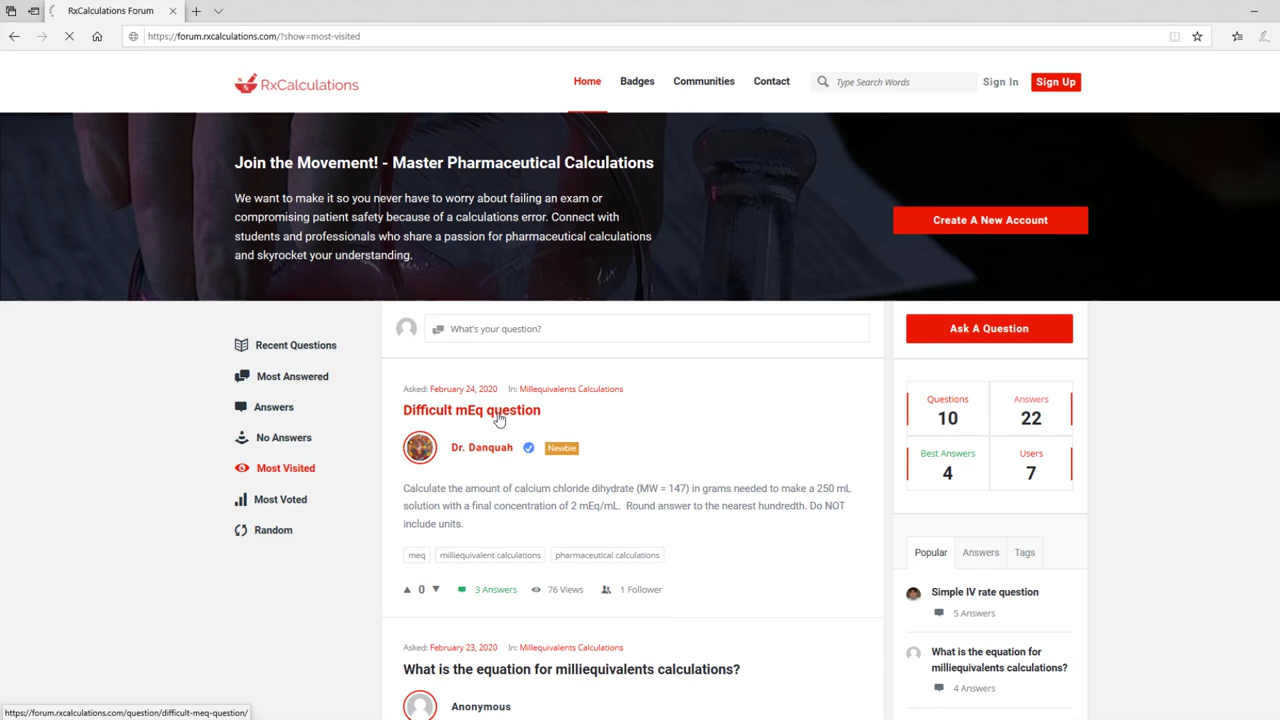 RxCalculations Forum
https://forum.rxcalculations.com/?show=most-visited
RxCalculations
Home
Badges
Communities
Contact
Type Search Words
Sign In
Sign Up
Join the Movement! - Master Pharmaceutical Calculations
We want to make it so you never have to worry about failing an exam or
compromising patient safety because of a calculations error. Connect with
students and professionals who share a passion for pharmaceutical calculations
and skyrocket your understanding.
Create A New Account
Recent Questions
Most Answered
Answers
No Answers
Most Visited
Most Voted
Random
What's your question?
Asked: February 24, 2020 In: Millequivalents Calculations
Difficult mEq question
Dr. Danquah
Newbie
Calculate the amount of calcium chloride dihydrate (MW = 147) in grams needed to make a 250 mL
solution with a final concentration of 2 mEq/mL. Round answer to the nearest hundredth. Do NOT
include units.
meq
milliequivalent calculations
pharmaceutical calculations
0
3 Answers
76 Views
1 Follower
Asked: February 23, 2020 In: Millequivalents Calculations
What is the equation for milliequivalents calculations?
Anonymous
Ask A Question
Questions
10
Answers
22
Best Answers
4
Users
7
Popular
Answers
Tags
Simple IV rate question
5 Answers
What is the equation for
milliequivalents calculations?
4 Answers
https://forum.rxcalculations.com/question/difficult-meq-question/